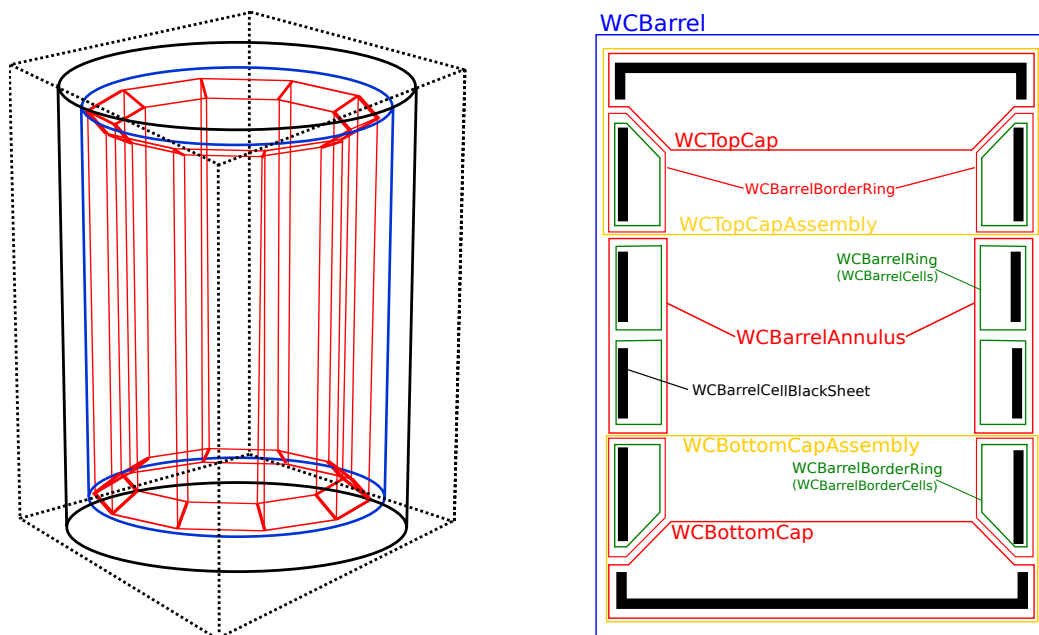 WCBarrel
WCTopCap
WCBarrelBorderRing
WCTopCapAssembly
WCBarrelRing
(WCBarrelCells)
WCBarrelAnnulus
WCBarrelCellBlackSheet
WCBottomCapAssembly
WCBarrelBorderRing
(WCBarrelBorderCells)
WCBottomCap